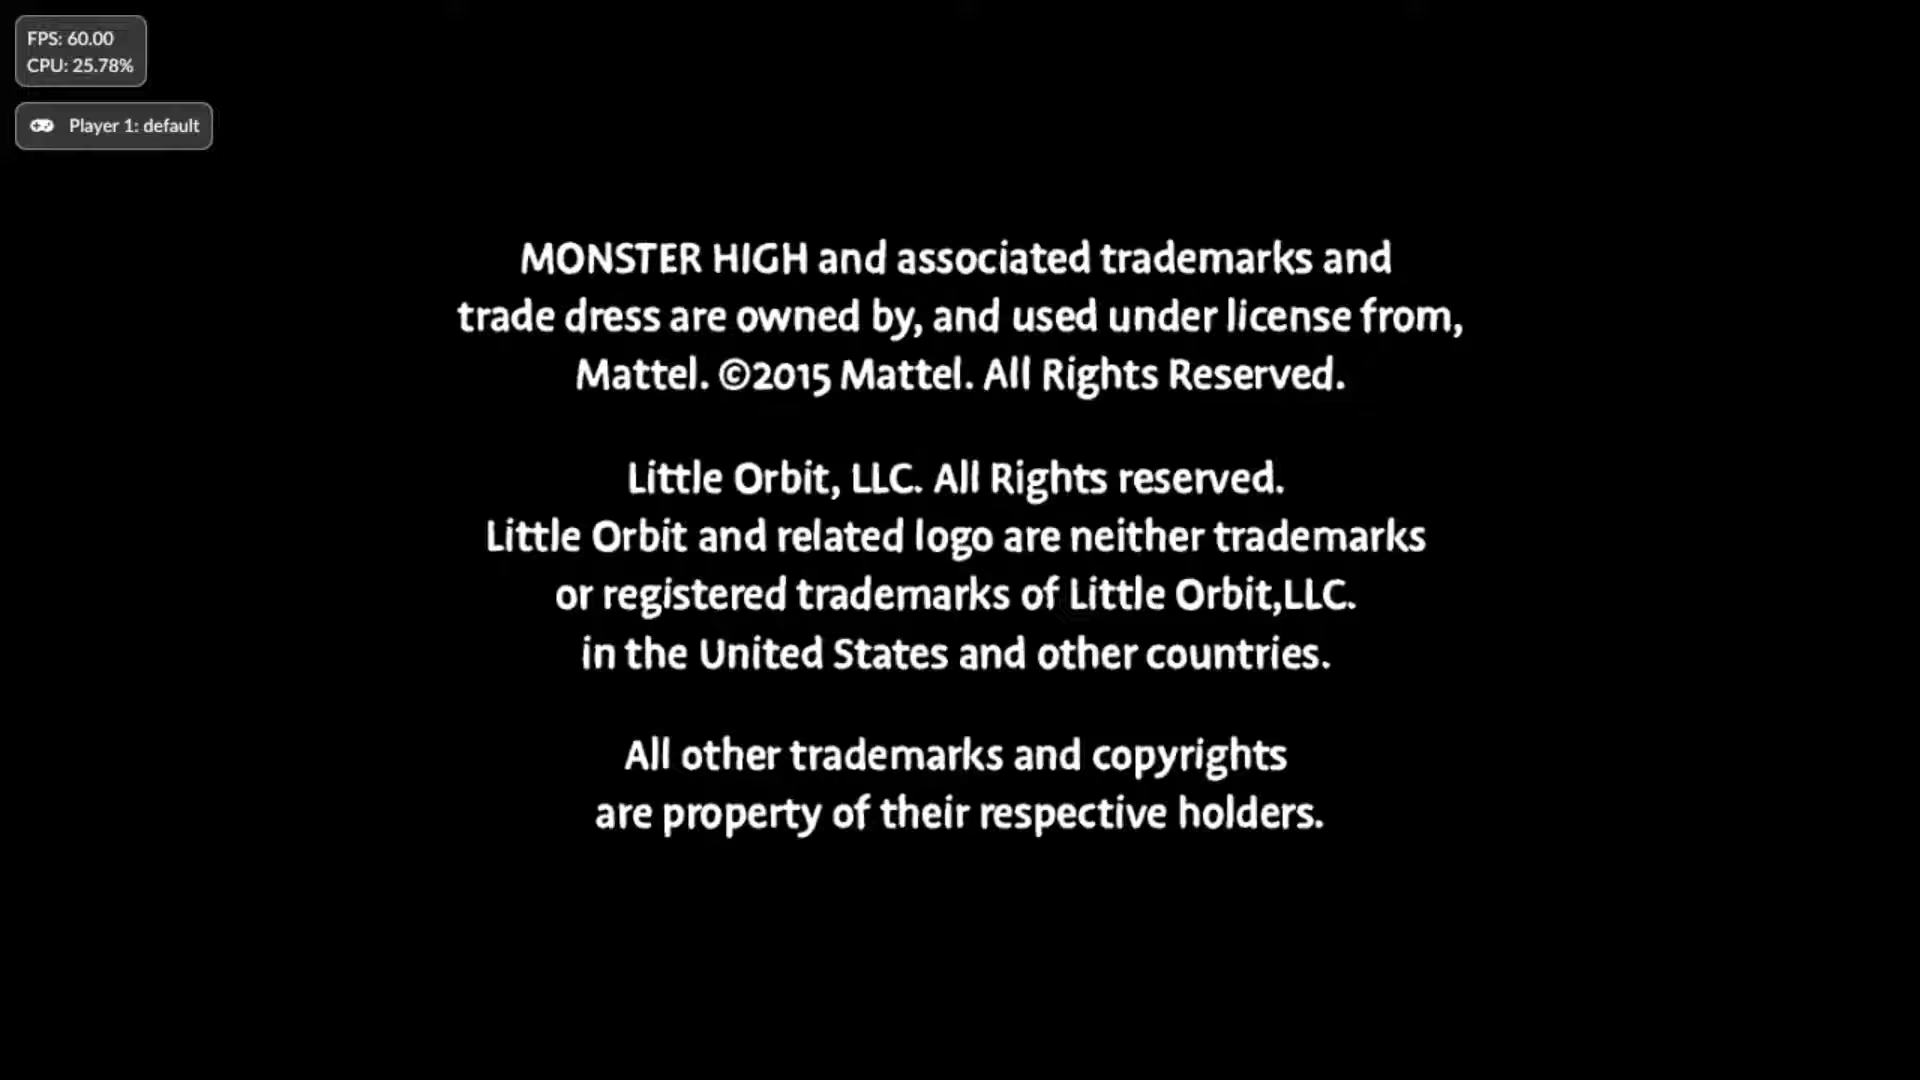 FPS: 60.00
CPU: 25.78%
Player 1: default
MONSTER HIGH and associated trademarks and
trade dress are owned by, and used under license from,
Mattel. ©2015 Mattel. All Rights Reserved.
Little Orbit, LLC. All Rights reserved.
Little Orbit and related logo are neither trademarks
or registered trademarks of Little Orbit,LLC.
in the United States and other countries.
All other trademarks and copyrights
are property of their respective holders.